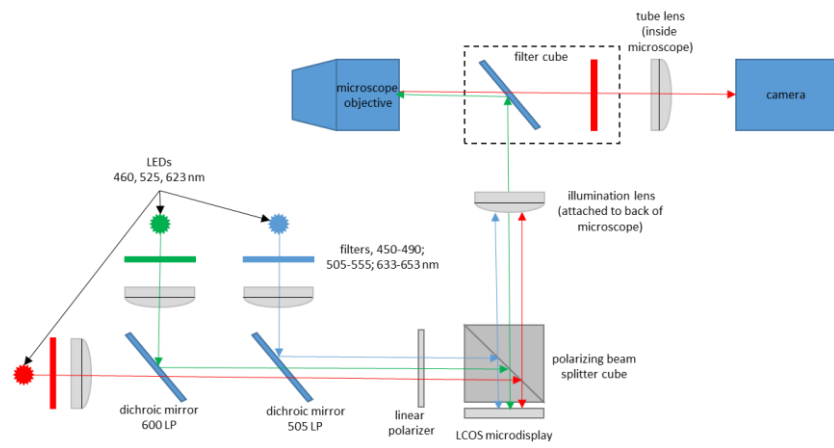 tube lens
(inside
microscope)
filter cube
microscope
objective
camera
LEDs
460, 525, 623 nm
illumination lens
(attached to back of
microscope)
filters, 450-490;
505-555; 633-653 nm
polarizing beam
splitter cube
dichroic mirror
600 LP
dichroic mirror
505 LP
linear
polarizer
LCOS microdisplay